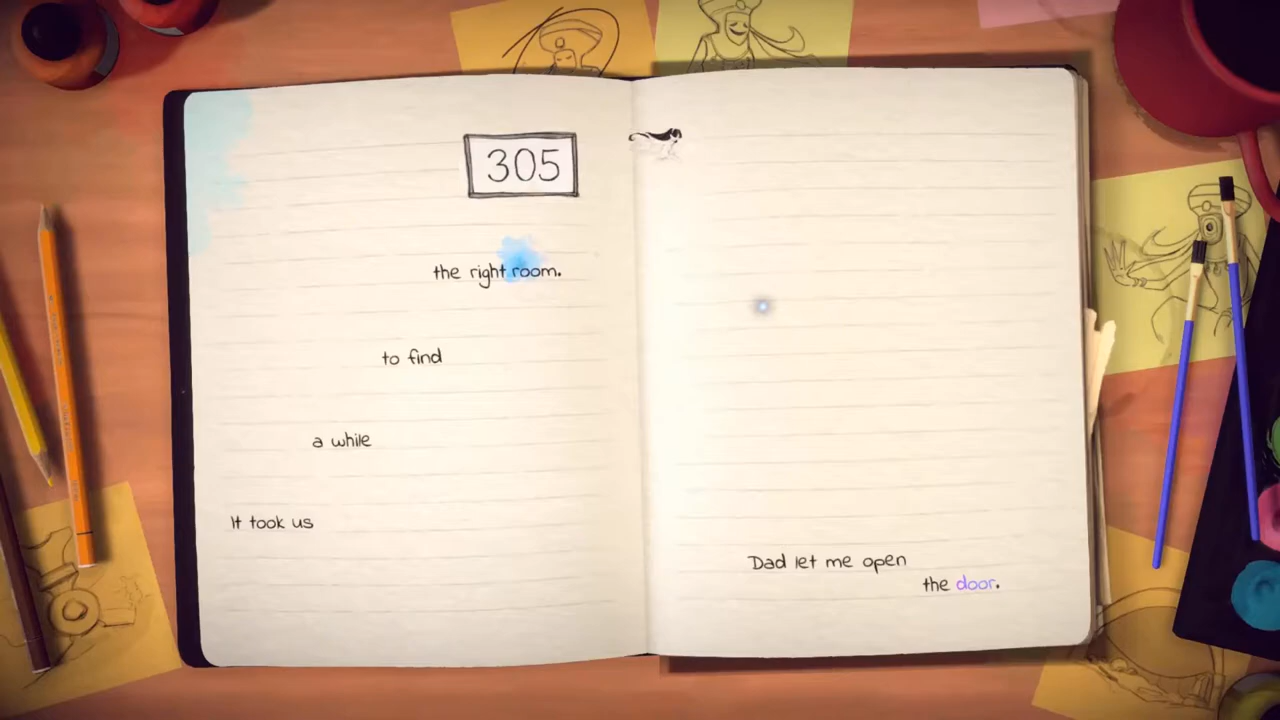 It took us
a while
to find
the right room.
305
Dad let me open
the door.